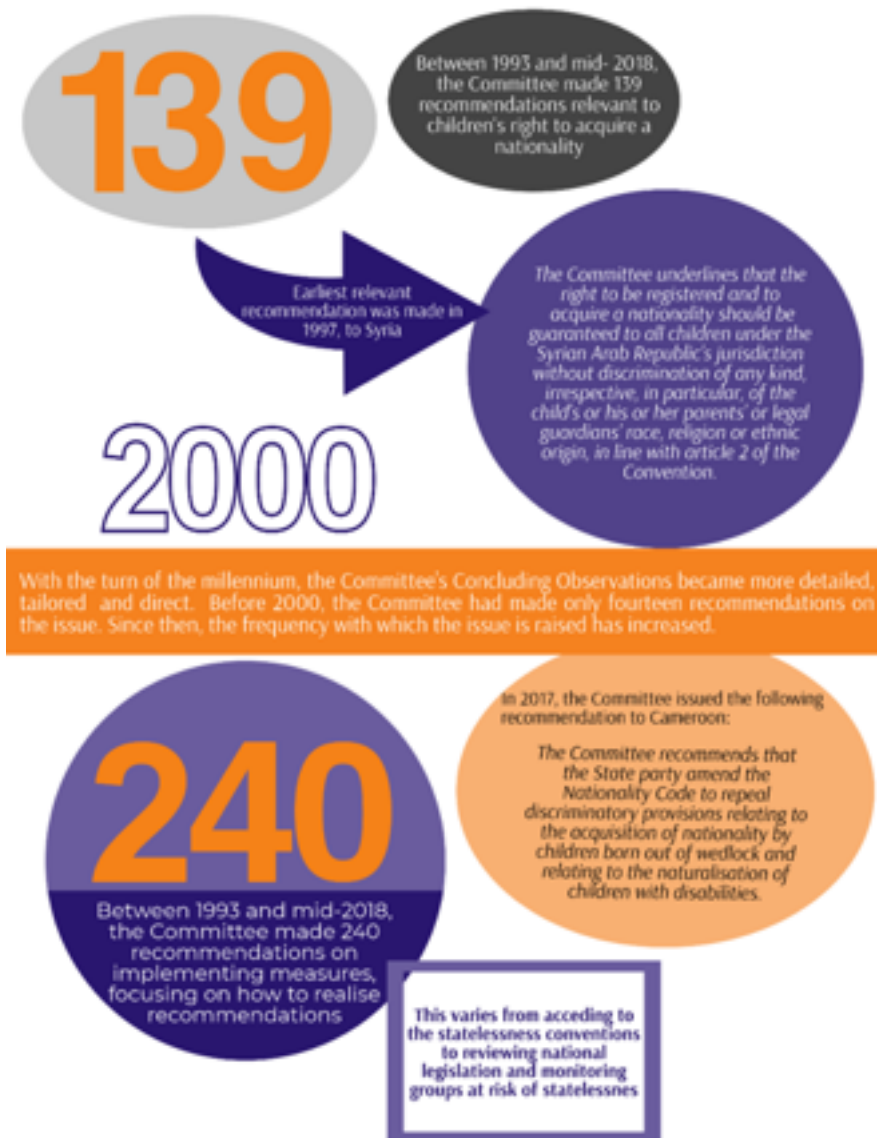 139
Between 1993 and mid- 2018,
the Committee made 139
recommendations relevant to
children's right to acquire a
nationality
Earliest relevant
recommendation was made in
1997, to Syria
The Committee underlines that the
right to be registered and to
acquire a nationality should be
guaranteed to all children under the
Syrian Arab Republic's jurisdiction
without discrimination of any kind,
irrespective, in particular, of the
child's or his or her parents' or legal
guardians' race, religion or ethnic
origin, in line with article 2 of the
Convention.
2000
With the turn of the millennium, the Committee's Concluding Observations became more detailed,
tailored and direct. Before 2000, the Committee had made only fourteen recommendations on
the issue. Since then, the frequency with which the issue is raised has increased.
240
Between 1993 and mid-2018,
the Committee made 240
recommendations on
implementing measures,
focusing on how to realise
recommendations
In 2017, the Committee issued the following
recommendation to Cameroon:
The Committee recommends that
the State party amend the
Nationality Code to repeal
discriminatory provisions relating to
the acquisition of nationality by
children born out of wedlock and
relating to the naturalisation of
children with disabilities.
This varies from acceding to
the statelessness conventions
to reviewing national
legislation and monitoring
groups at risk of statelessnes